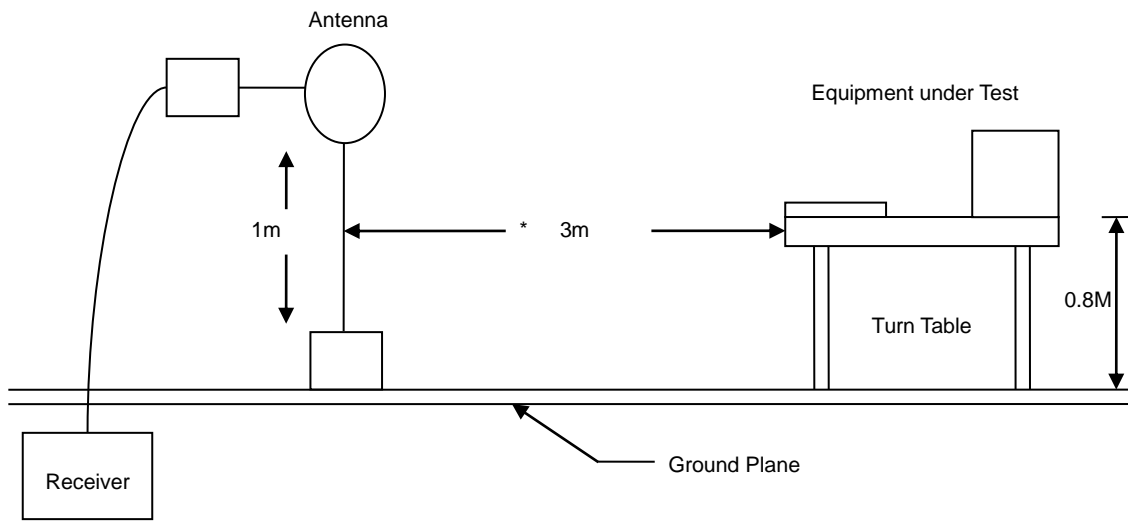 Antenna
Equipment under Test
1m
* 3m
0.8M
Turn Table
Ground Plane
Receiver